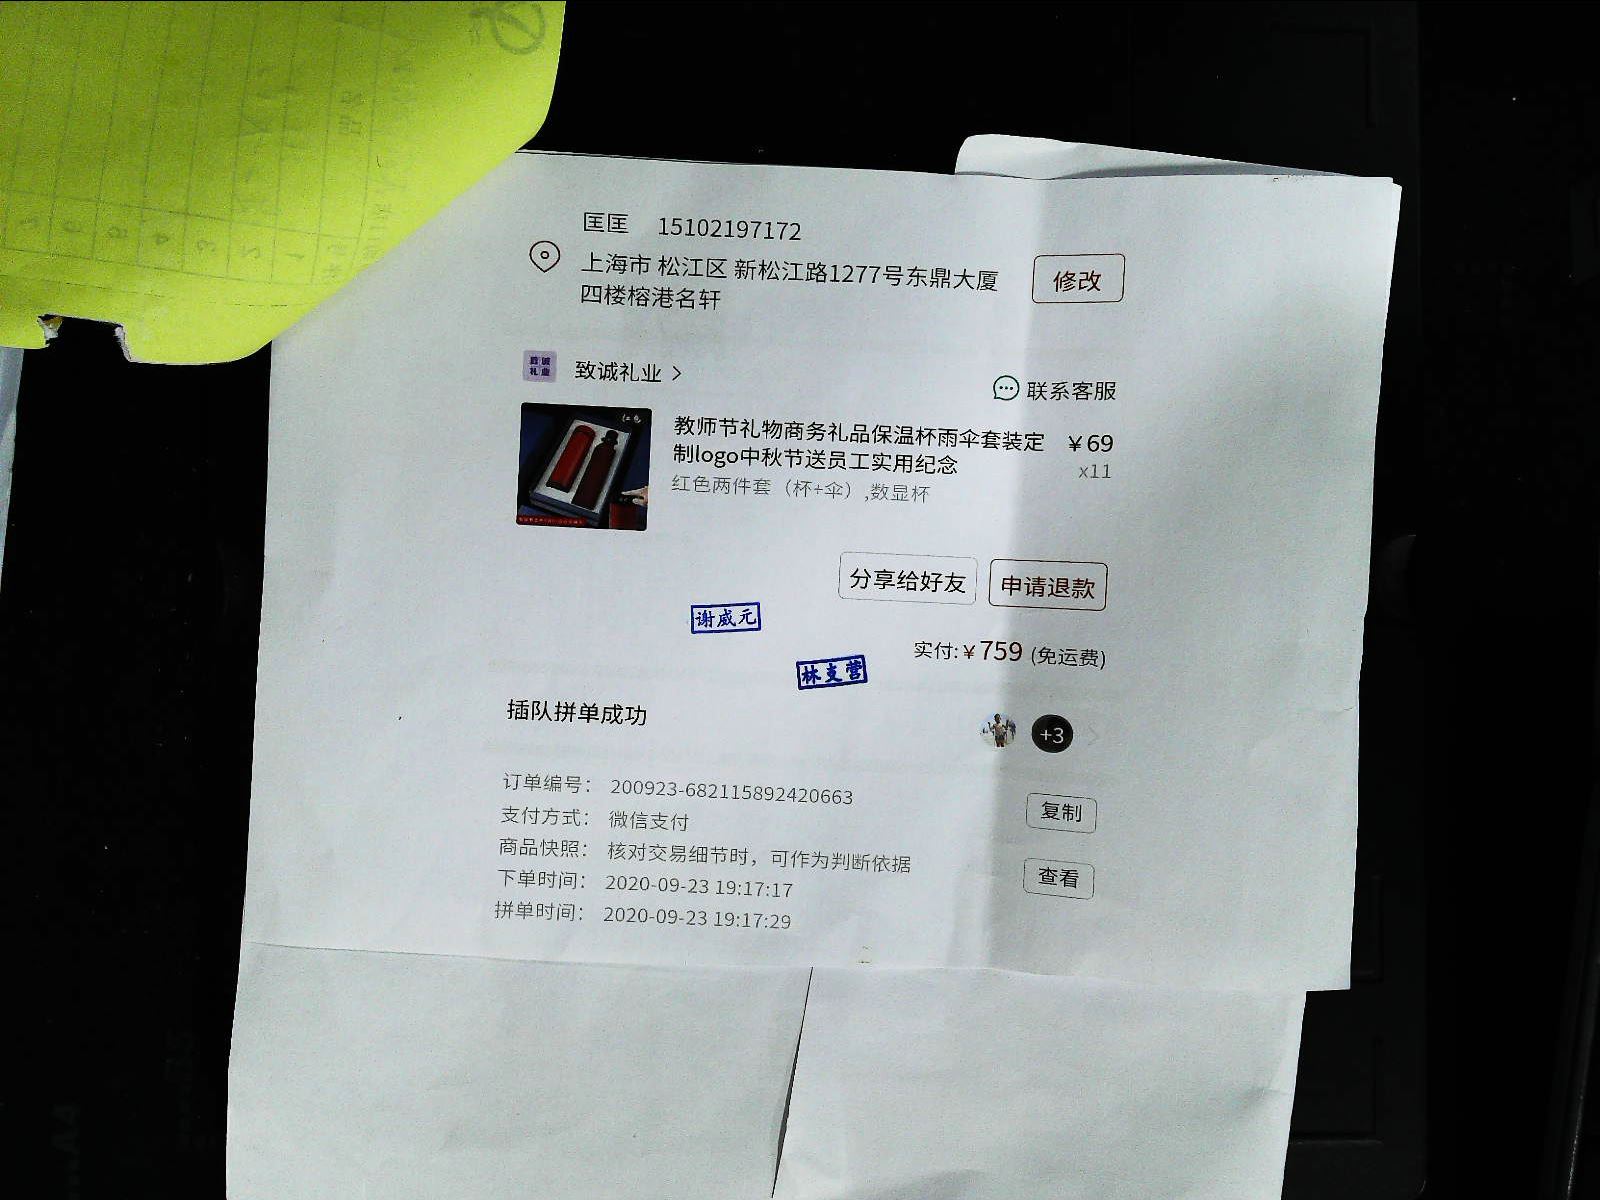 匡匡 15102197172
上海市 松江区 新松江路1277号东鼎大厦
四楼榕港名轩
修改
致诚
礼业
致诚礼业 >
联系客服
教师节礼物商务礼品保温杯雨伞套装定
制logo中秋节送员工实用纪念
红色两件套（杯+伞）,数显杯
￥69
x11
分享给好友
申请退款
谢威元
实付:￥759 (免运费)
林支营
插队拼单成功
+3
订单编号： 200923-682115892420663
复制
支付方式： 微信支付
商品快照： 核对交易细节时，可作为判断依据
查看
下单时间： 2020-09-23 19:17:17
拼单时间： 2020-09-23 19:17:29